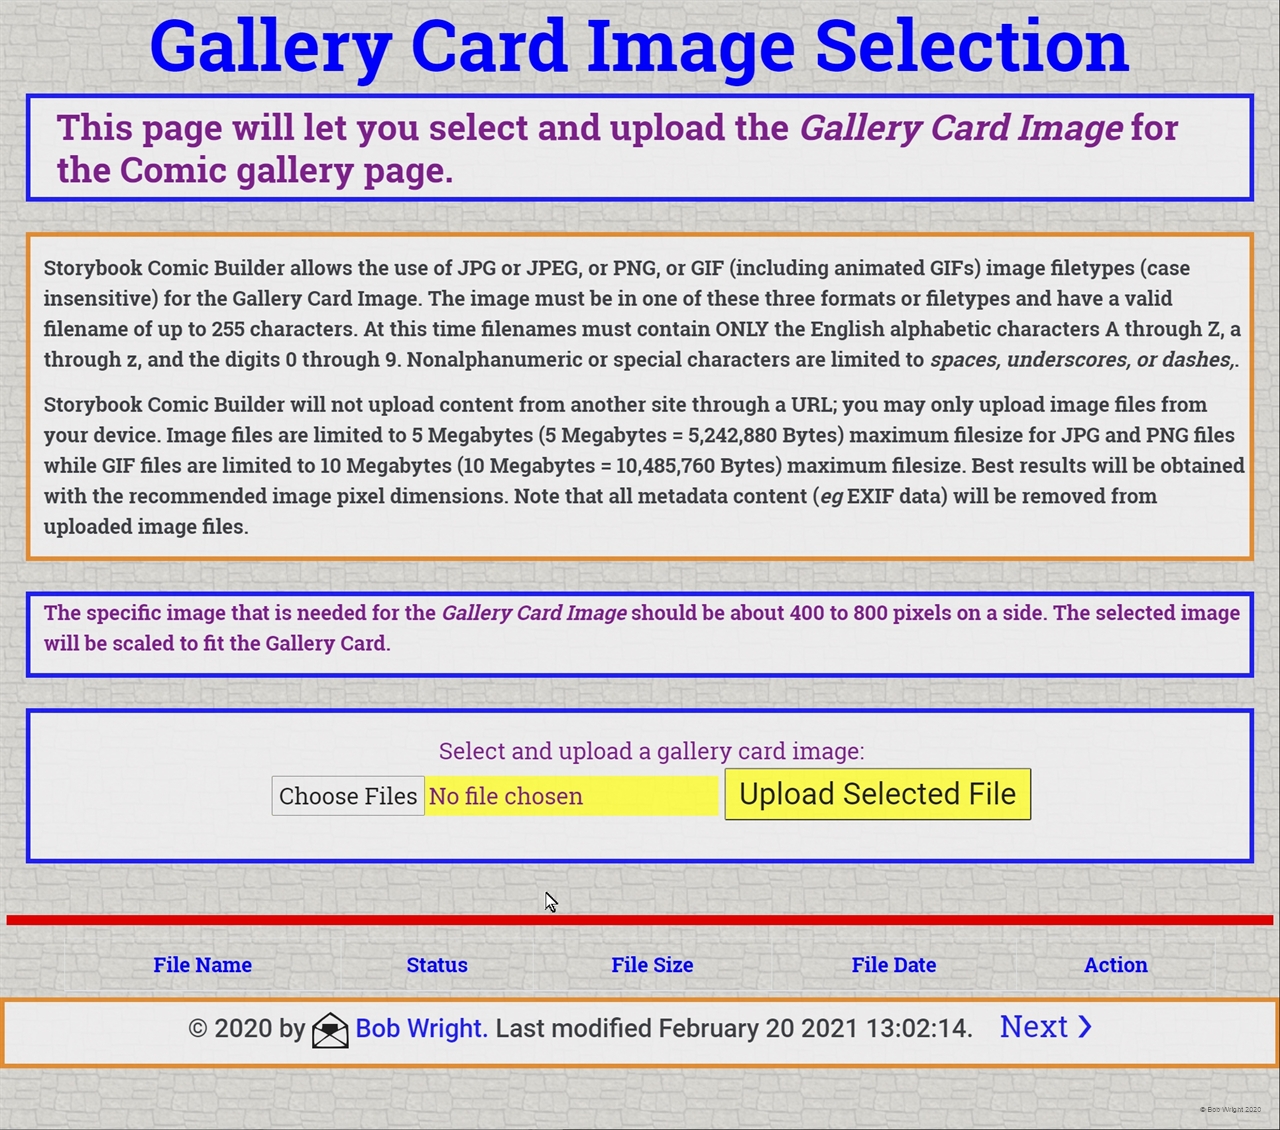 Gallery Card Image Selection
This page will let you select and upload the Gallery Card Image for
the Comic gallery page.
Storybook Comic Builder allows the use of JPG or JPEG, or PNG, or GIF (including animated GIFs) image filetypes (case
insensitive) for the Gallery Card Image. The image must be in one of these three formats or filetypes and have a valid
filename of up to 255 characters. At this time filenames must contain ONLY the English alphabetic characters A through Z, a
through z, and the digits 0 through 9. Nonalphanumeric or special characters are limited to spaces, underscores, or dashes,.
Storybook Comic Builder will not upload content from another site through a URL; you may only upload image files from
your device. Image files are limited to 5 Megabytes (5 Megabytes = 5,242,880 Bytes) maximum filesize for JPG and PNG files
while GIF files are limited to 10 Megabytes (10 Megabytes = 10,485,760 Bytes) maximum filesize. Best results will be obtained
with the recommended image pixel dimensions. Note that all metadata content (eg EXIF data) will be removed from
uploaded image files.
The specific image that is needed for the Gallery Card Image should be about 400 to 800 pixels on a side. The selected image
will be scaled to fit the Gallery Card.
Select and upload a gallery card image:
Choose Files No file chosen Upload Selected File
File Name Status File Size File Date Action
© 2020 by Bob Wright. Last modified February 20 2021 13:02:14. Next ❯
© Bob Wright 2020